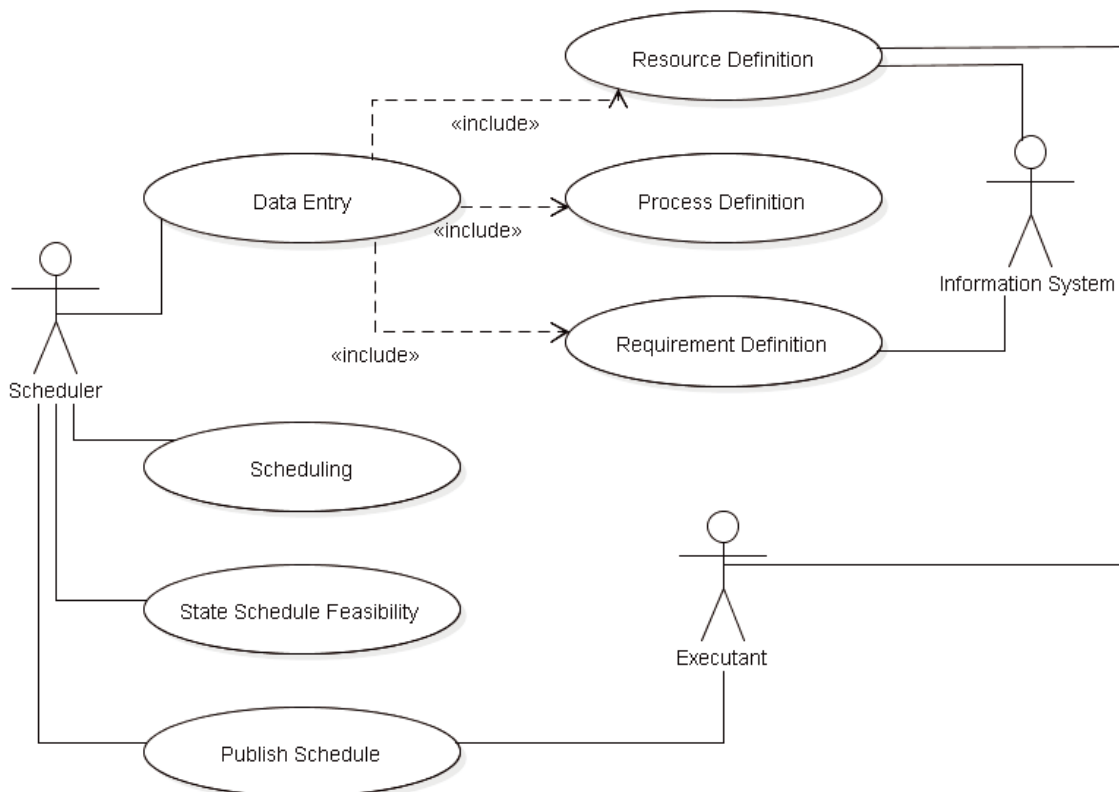 Resource Definition
«include»
Data Entry
Process Definition
«include»
Information System
Requirement Definition
«include»
Scheduler
Scheduling
State Schedule Feasibility
Executant
Publish Schedule